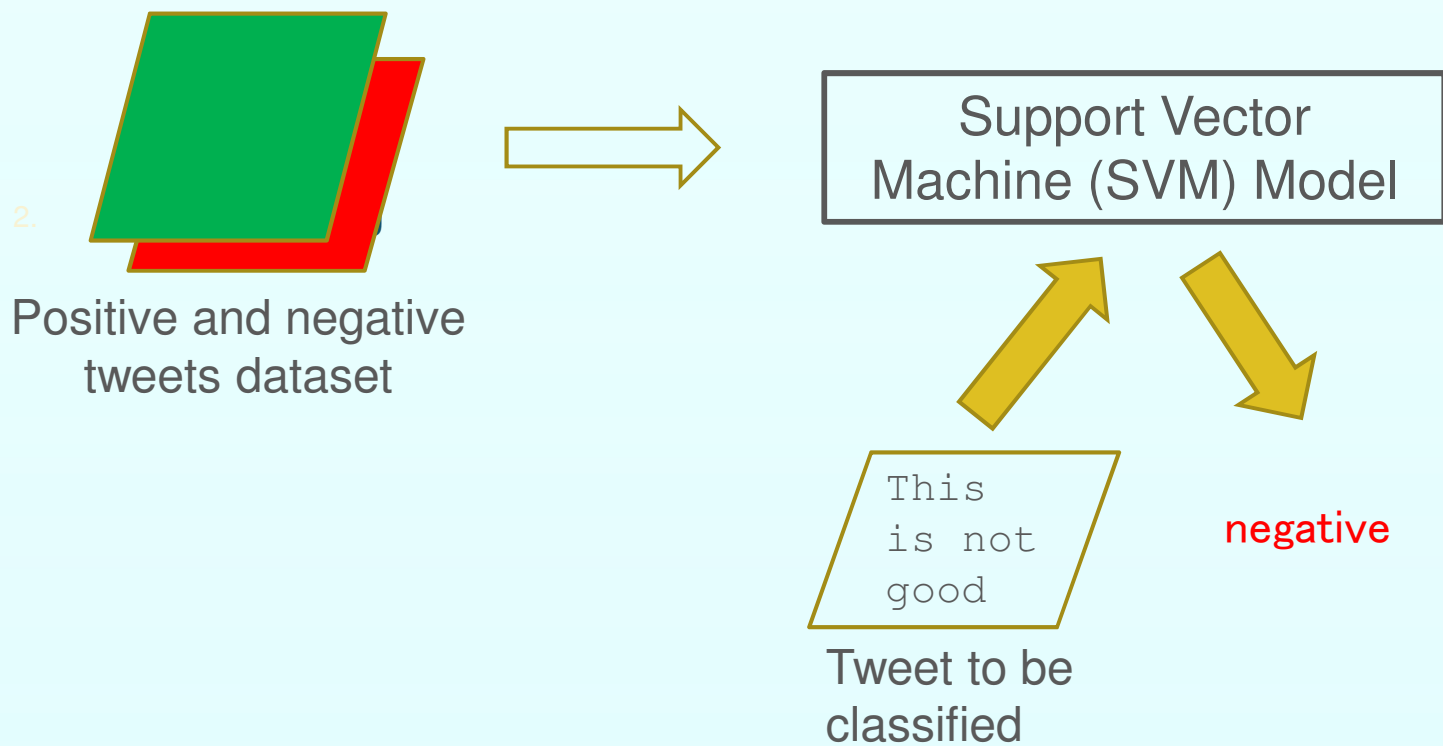 Support Vector
Machine (SVM) Model
2.
Positive and negative
tweets dataset
This
is not
good
negative
Tweet to be
classified